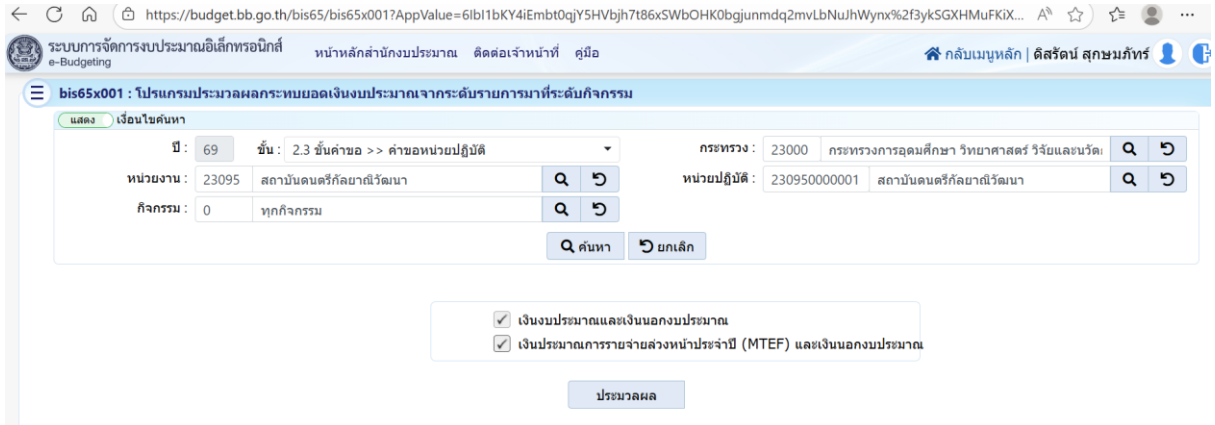 https://budget.bb.go.th/bis65/bis65x001?AppValue=6lbI1bKY4iEmbt0qjY5HVbjh7t86xSWbOHK0bgjunmdq2mvLbNuJhWynx%2f3ykSGXHMuFKiX...
ระบบการจัดการงบประมาณอิเล็กทรอนิกส์
e-Budgeting
หน้าหลักสำนักงบประมาณ ติดต่อเจ้าหน้าที่ คู่มือ
กลับเมนูหลัก | ดิสรัตน์ สุกษมภัทร์
bis65x001 : โปรแกรมประมวลผลกระทบยอดเงินงบประมาณจากระดับรายการมาที่ระดับกิจกรรม
แสดง เงื่อนไขค้นหา
ปี : 69 ชั้น : 2.3 ชั้นคำขอ >> คำขอหน่วยปฏิบัติ กระทรวง : 23000 กระทรวงการอุดมศึกษา วิทยาศาสตร์ วิจัยและนวัต
หน่วยงาน : 23095 สถาบันดนตรีกัลยาณิวัฒนา หน่วยปฏิบัติ : 230950000001 สถาบันดนตรีกัลยาณิวัฒนา
กิจกรรม : 0 ทุกกิจกรรม
ค้นหา ยกเลิก
เงินงบประมาณและเงินนอกงบประมาณ
เงินประมาณการรายจ่ายล่วงหน้าประจำปี (MTEF) และเงินนอกงบประมาณ
ประมวลผล